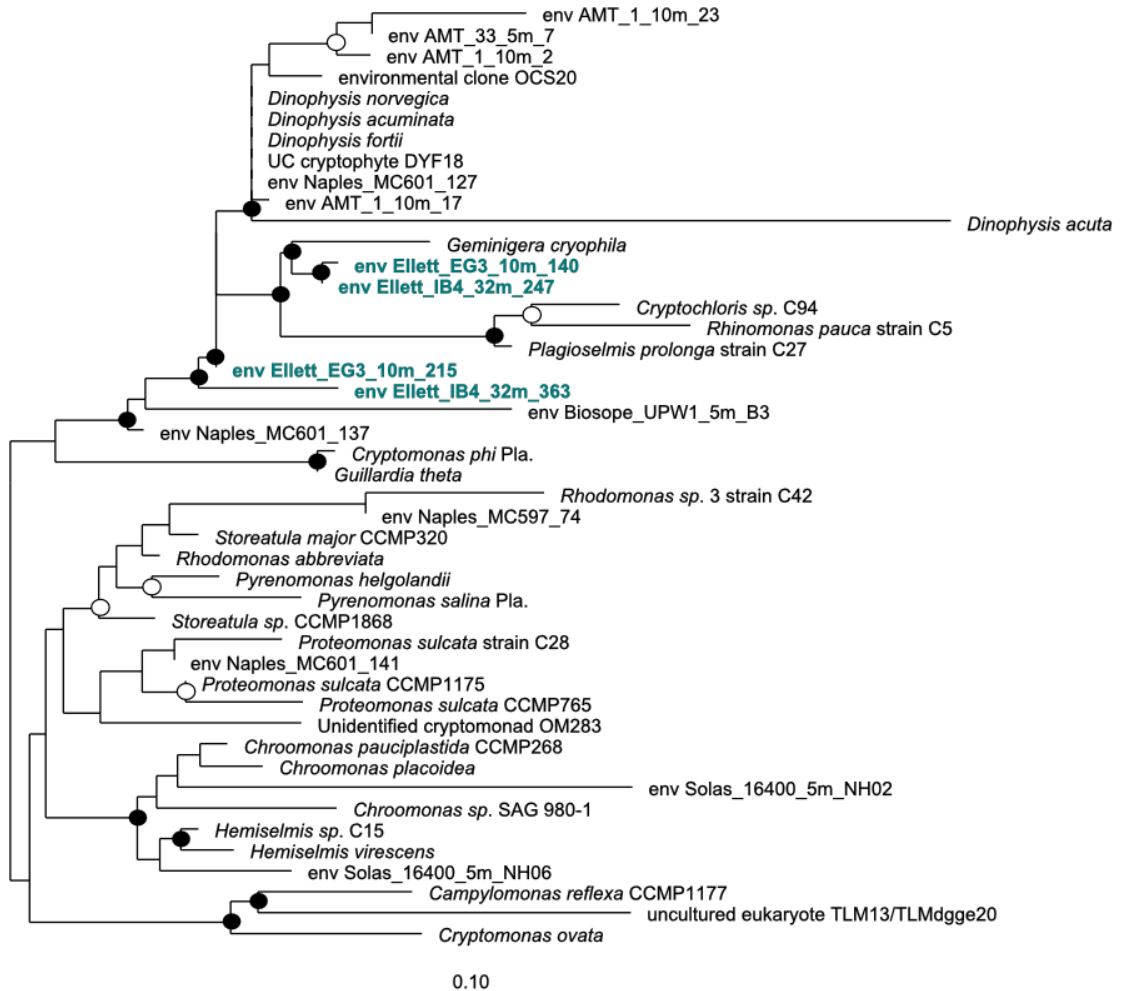 env AMT_1_10m_23
env AMT_33_5m_7
env AMT_1_10m_2
environmental clone OCS20
Dinophysis norvegica
Dinophysis acuminata
Dinophysis fortii
UC cryptophyte DYF18
env Naples_MC601_127
env AMT_1_10m_17
Dinophysis acuta
Geminigera cryophila
env Ellett_EG3_10m_140
env Ellett_IB4_32m_247
Cryptochloris sp. C94
Rhinomonas pauca strain C5
Plagioselmis prolonga strain C27
env Ellett_EG3_10m_215
env Ellett_IB4_32m_363
env Biosope_UPW1_5m_B3
env Naples_MC601_137
Cryptomonas phi Pla.
Guillardia theta
Rhodomonas sp. 3 strain C42
env Naples_MC597_74
Storeatula major CCMP320
Rhodomonas abbreviata
Pyrenomonas helgolandii
Pyrenomonas salina Pla.
Storeatula sp. CCMP1868
Proteomonas sulcata strain C28
env Naples_MC601_141
Proteomonas sulcata CCMP1175
Proteomonas sulcata CCMP765
Unidentified cryptomonad OM283
Chroomonas pauciplastida CCMP268
Chroomonas placoidea
env Solas_16400_5m_NH02
Chroomonas sp. SAG 980-1
Hemiselmis sp. C15
Hemiselmis virescens
env Solas_16400_5m_NH06
Campylomonas reflexa CCMP1177
uncultured eukaryote TLM13/TLMdgge20
Cryptomonas ovata
0.10